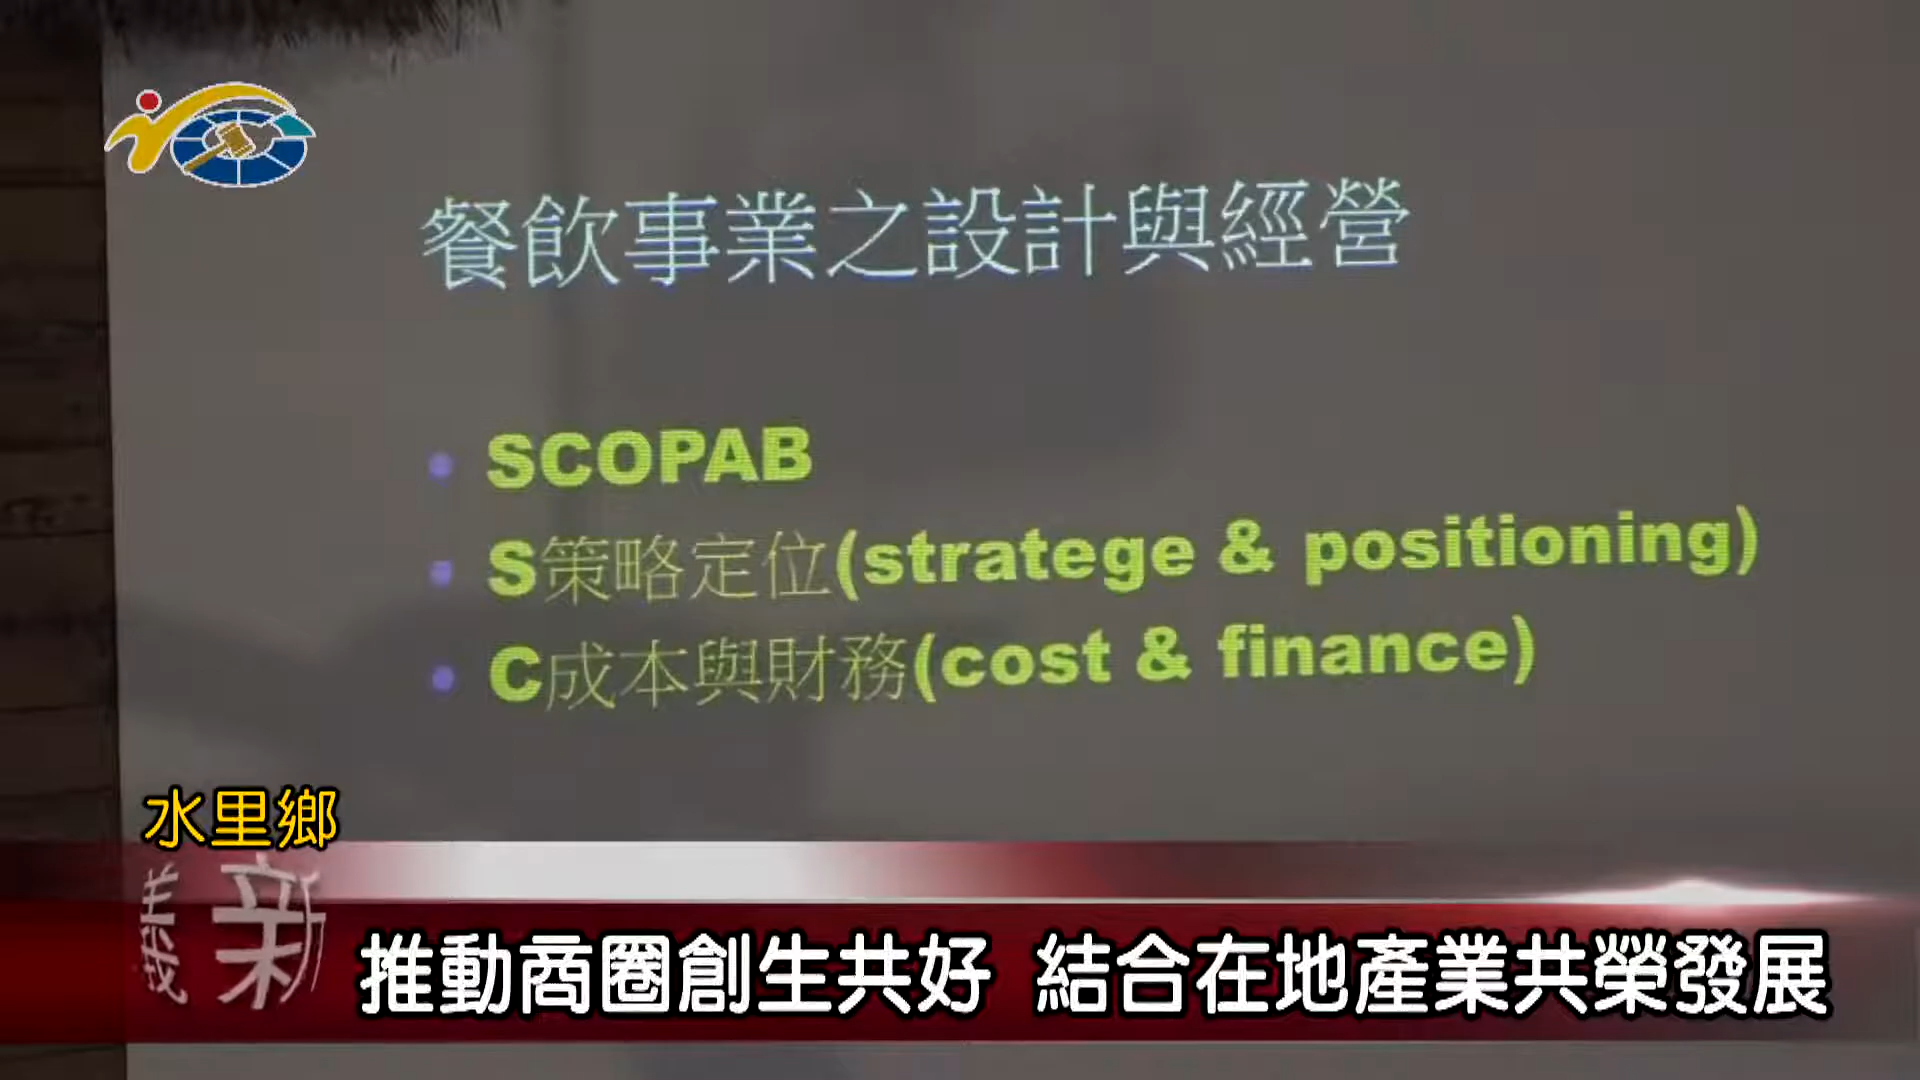 餐飲事業之設計與經營
SCOPAB
S策略定位(stratege & positioning)
C成本與財務(cost & finance)
水里鄉
推動商圈創生共好 結合在地產業共榮發展